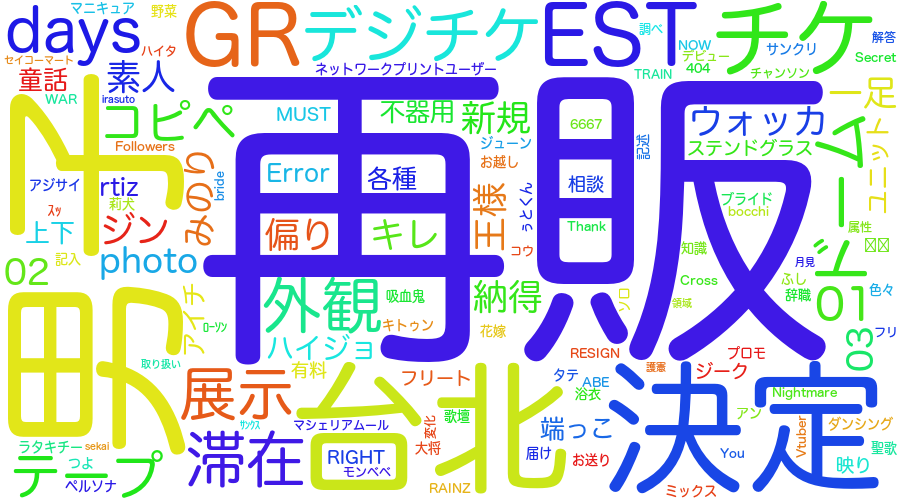 days
マニキュア
野菜
GR
デジチケ
EST
調べ
NOW
サンクリ
チケ
解答
Secret
セイコーマート
ハイタ
ネットワークプリントユーザー
TRAIN
404
デビュー
チャンソン
童話
WAR
irasuto
素人
コピペ
MUST
不器用
新規
6667
ウォッカ
一足
Followers
ジューン
お越し
記述
ステンドグラス
ユニット
アジサイ
rtiz
莉犬
みのり
bride
Error
各種
相談
ブライド
bocchi
ｽｯ
上下
ジン
偏り
キレ
王様
うとくん
Thank
属性
再販
02
記入
photo
コウ
知識
月見
外観
吸血鬼
納得
ソロ
Cross
領域
ふし
辞職
01
色々
アイチ
ﾛｰｿﾝ
ハイジョ
キトゥン
花嫁
03
フリ
取り扱い
有料
RESIGN
護憲
プロモ
展示
フリート
タテ
ABE
浴衣
ジーク
Nightmare
台北
決定
ｻﾝｸｽ
マシェリアムール
歌壇
変化
大将
端っこ
アン
Vtuber
ダンシング
ラタキチー
sekai
滞在
RIGHT
モンペペ
届け
お送り
You
聖歌
テープ
つよ
ペルソナ
RAINZ
ミックス
映り